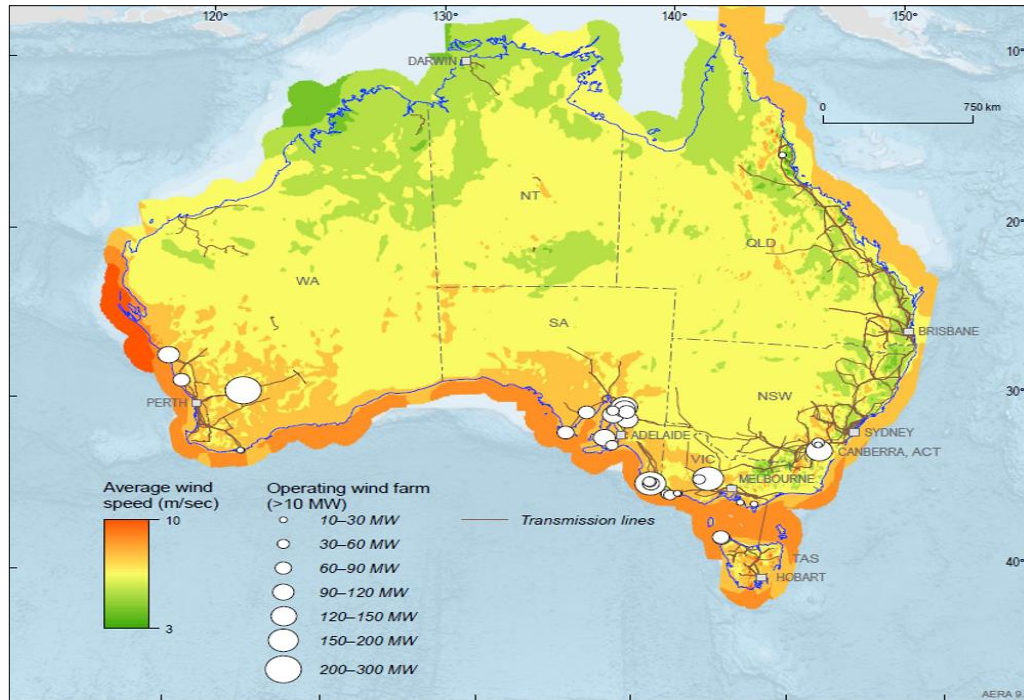 120°
130°
140°
150°
10°
DARWIN
0
750 km
NT
20°
QLD
WA
SA
BRISBANE
30°
NSW
PERTH
ADELAIDE
SYDNEY
CANBERRA, ACT
VIC
MELBOURNE
Average wind
speed (m/sec)
10
3
Operating wind farm
(>10 MW)
10–30 MW
30–60 MW
60–90 MW
90–120 MW
120–150 MW
150–200 MW
200–300 MW
Transmission lines
TAS
HOBART
40°
AERA 9.